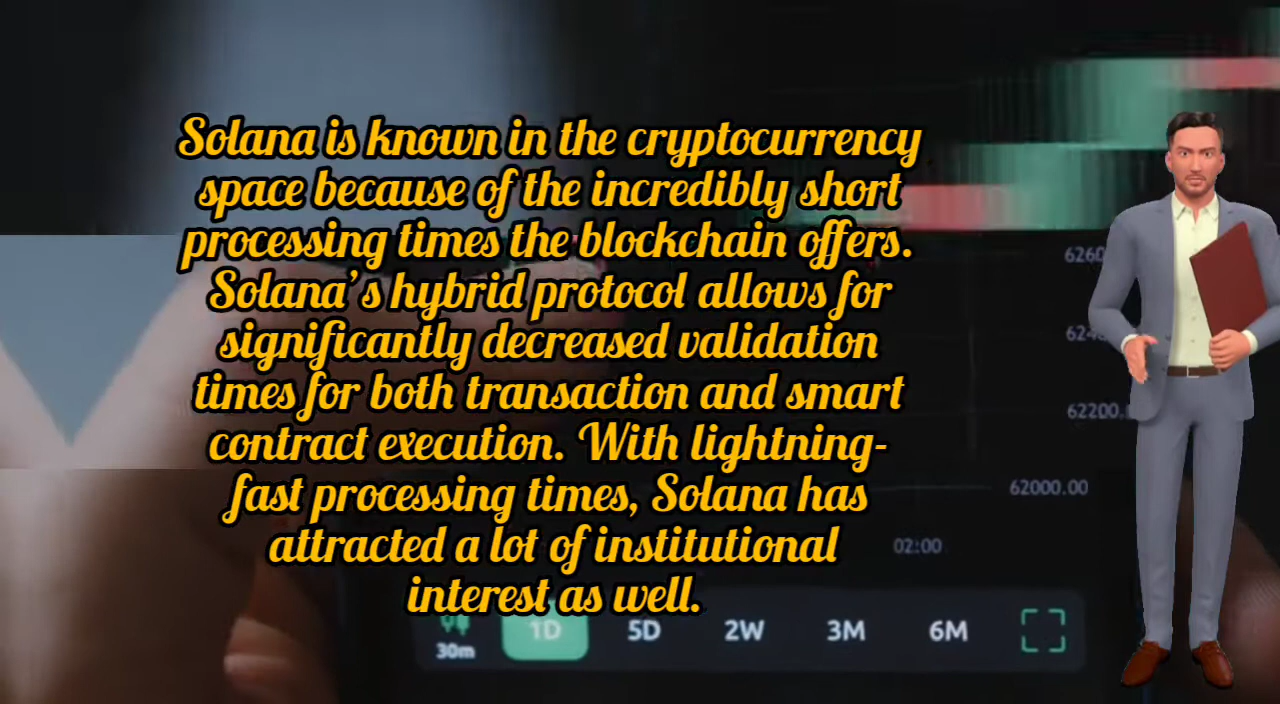 Solana is known in the cryptocurrency
space because of the incredibly short
processing times the blockchain offers.
Solana's hybrid protocol allows for
significantly decreased validation
times for both transaction and smart
contract execution. With lightning-
fast processing times, Solana has
attracted a lot of institutional
interest as well.
62200.
62000.00
02:00
30m
1D 5D 2W 3M 6M